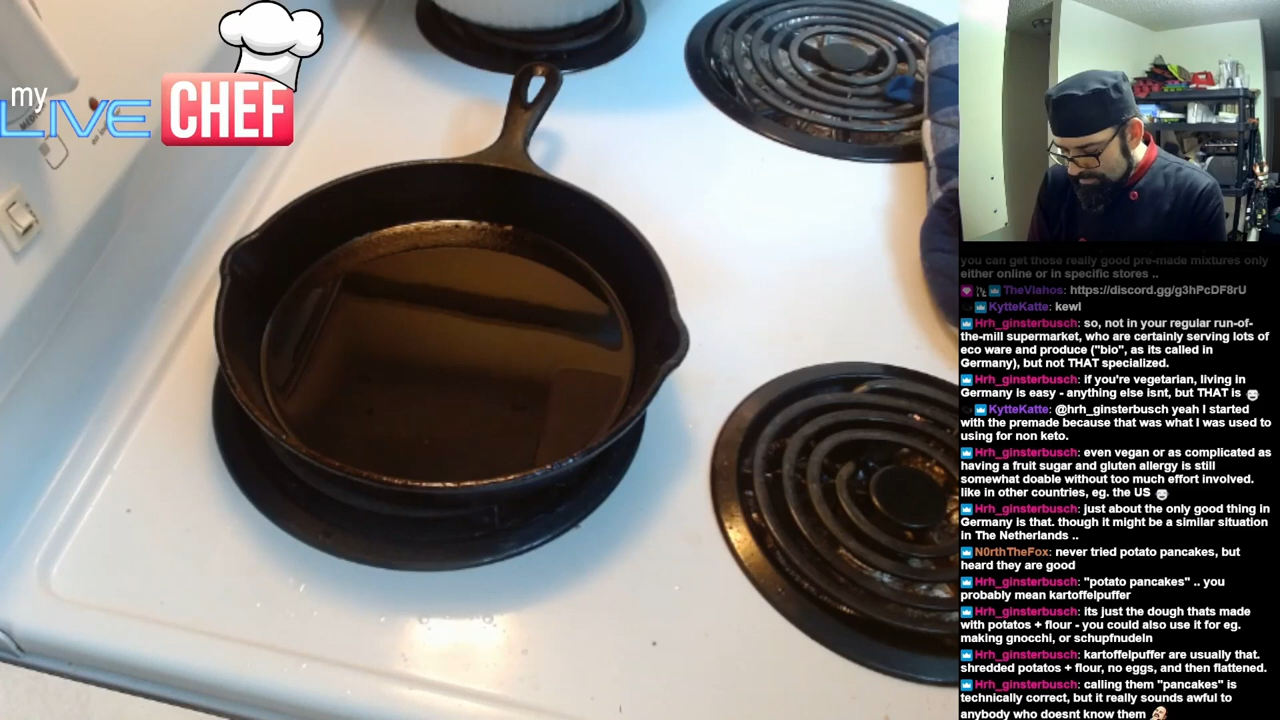 my
LIVE CHEF
you can get those really good pre-made mixtures only
either online or in specific stores ..
TheVlahos: https://discord.gg/g3hPcDF8rU
KytteKatte: kewl
Hrh_ginsterbusch: so, not in your regular run-of-
the-mill supermarket, who are certainly serving lots of
eco ware and produce ("bio", as its called in
Germany), but not THAT specialized.
Hrh_ginsterbusch: if you're vegetarian, living in
Germany is easy - anything else isnt, but THAT is
KytteKatte: @hrh_ginsterbusch yeah I started
with the premade because that was what I was used to
using for non keto.
Hrh_ginsterbusch: even vegan or as complicated as
having a fruit sugar and gluten allergy is still
somewhat doable without too much effort involved.
like in other countries, eg. the US
Hrh_ginsterbusch: just about the only good thing in
Germany is that. though it might be a similar situation
in The Netherlands ..
N0rthTheFox: never tried potato pancakes, but
heard they are good
Hrh_ginsterbusch: "potato pancakes" .. you
probably mean kartoffelpuffer
Hrh_ginsterbusch: its just the dough thats made
with potatos + flour - you could also use it for eg.
making gnocchi, or schupfnudeln
Hrh_ginsterbusch: kartoffelpuffer are usually that.
shredded potatos + flour, no eggs, and then flattened.
Hrh_ginsterbusch: calling them "pancakes" is
technically correct, but it really sounds awful to
anybody who doesnt know them